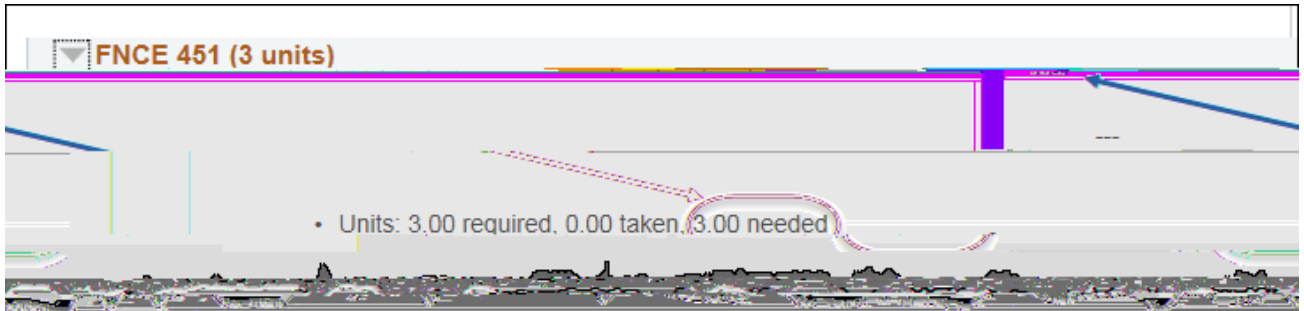 FNCE 451 (3 units)
• Units: 3.00 required, 0.00 taken, 3.00 needed